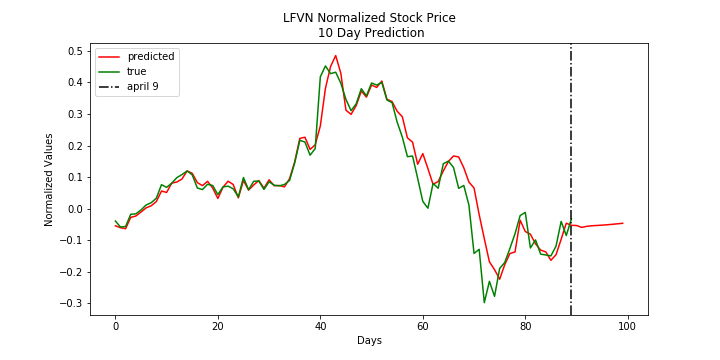 LFVN Normalized Stock Price
10 Day Prediction
predicted
true
april 9
Normalized Values
0.5
0.4
0.3
0.2
0.1
0.0
−0.1
−0.2
−0.3
0
20
40
60
80
100
Days